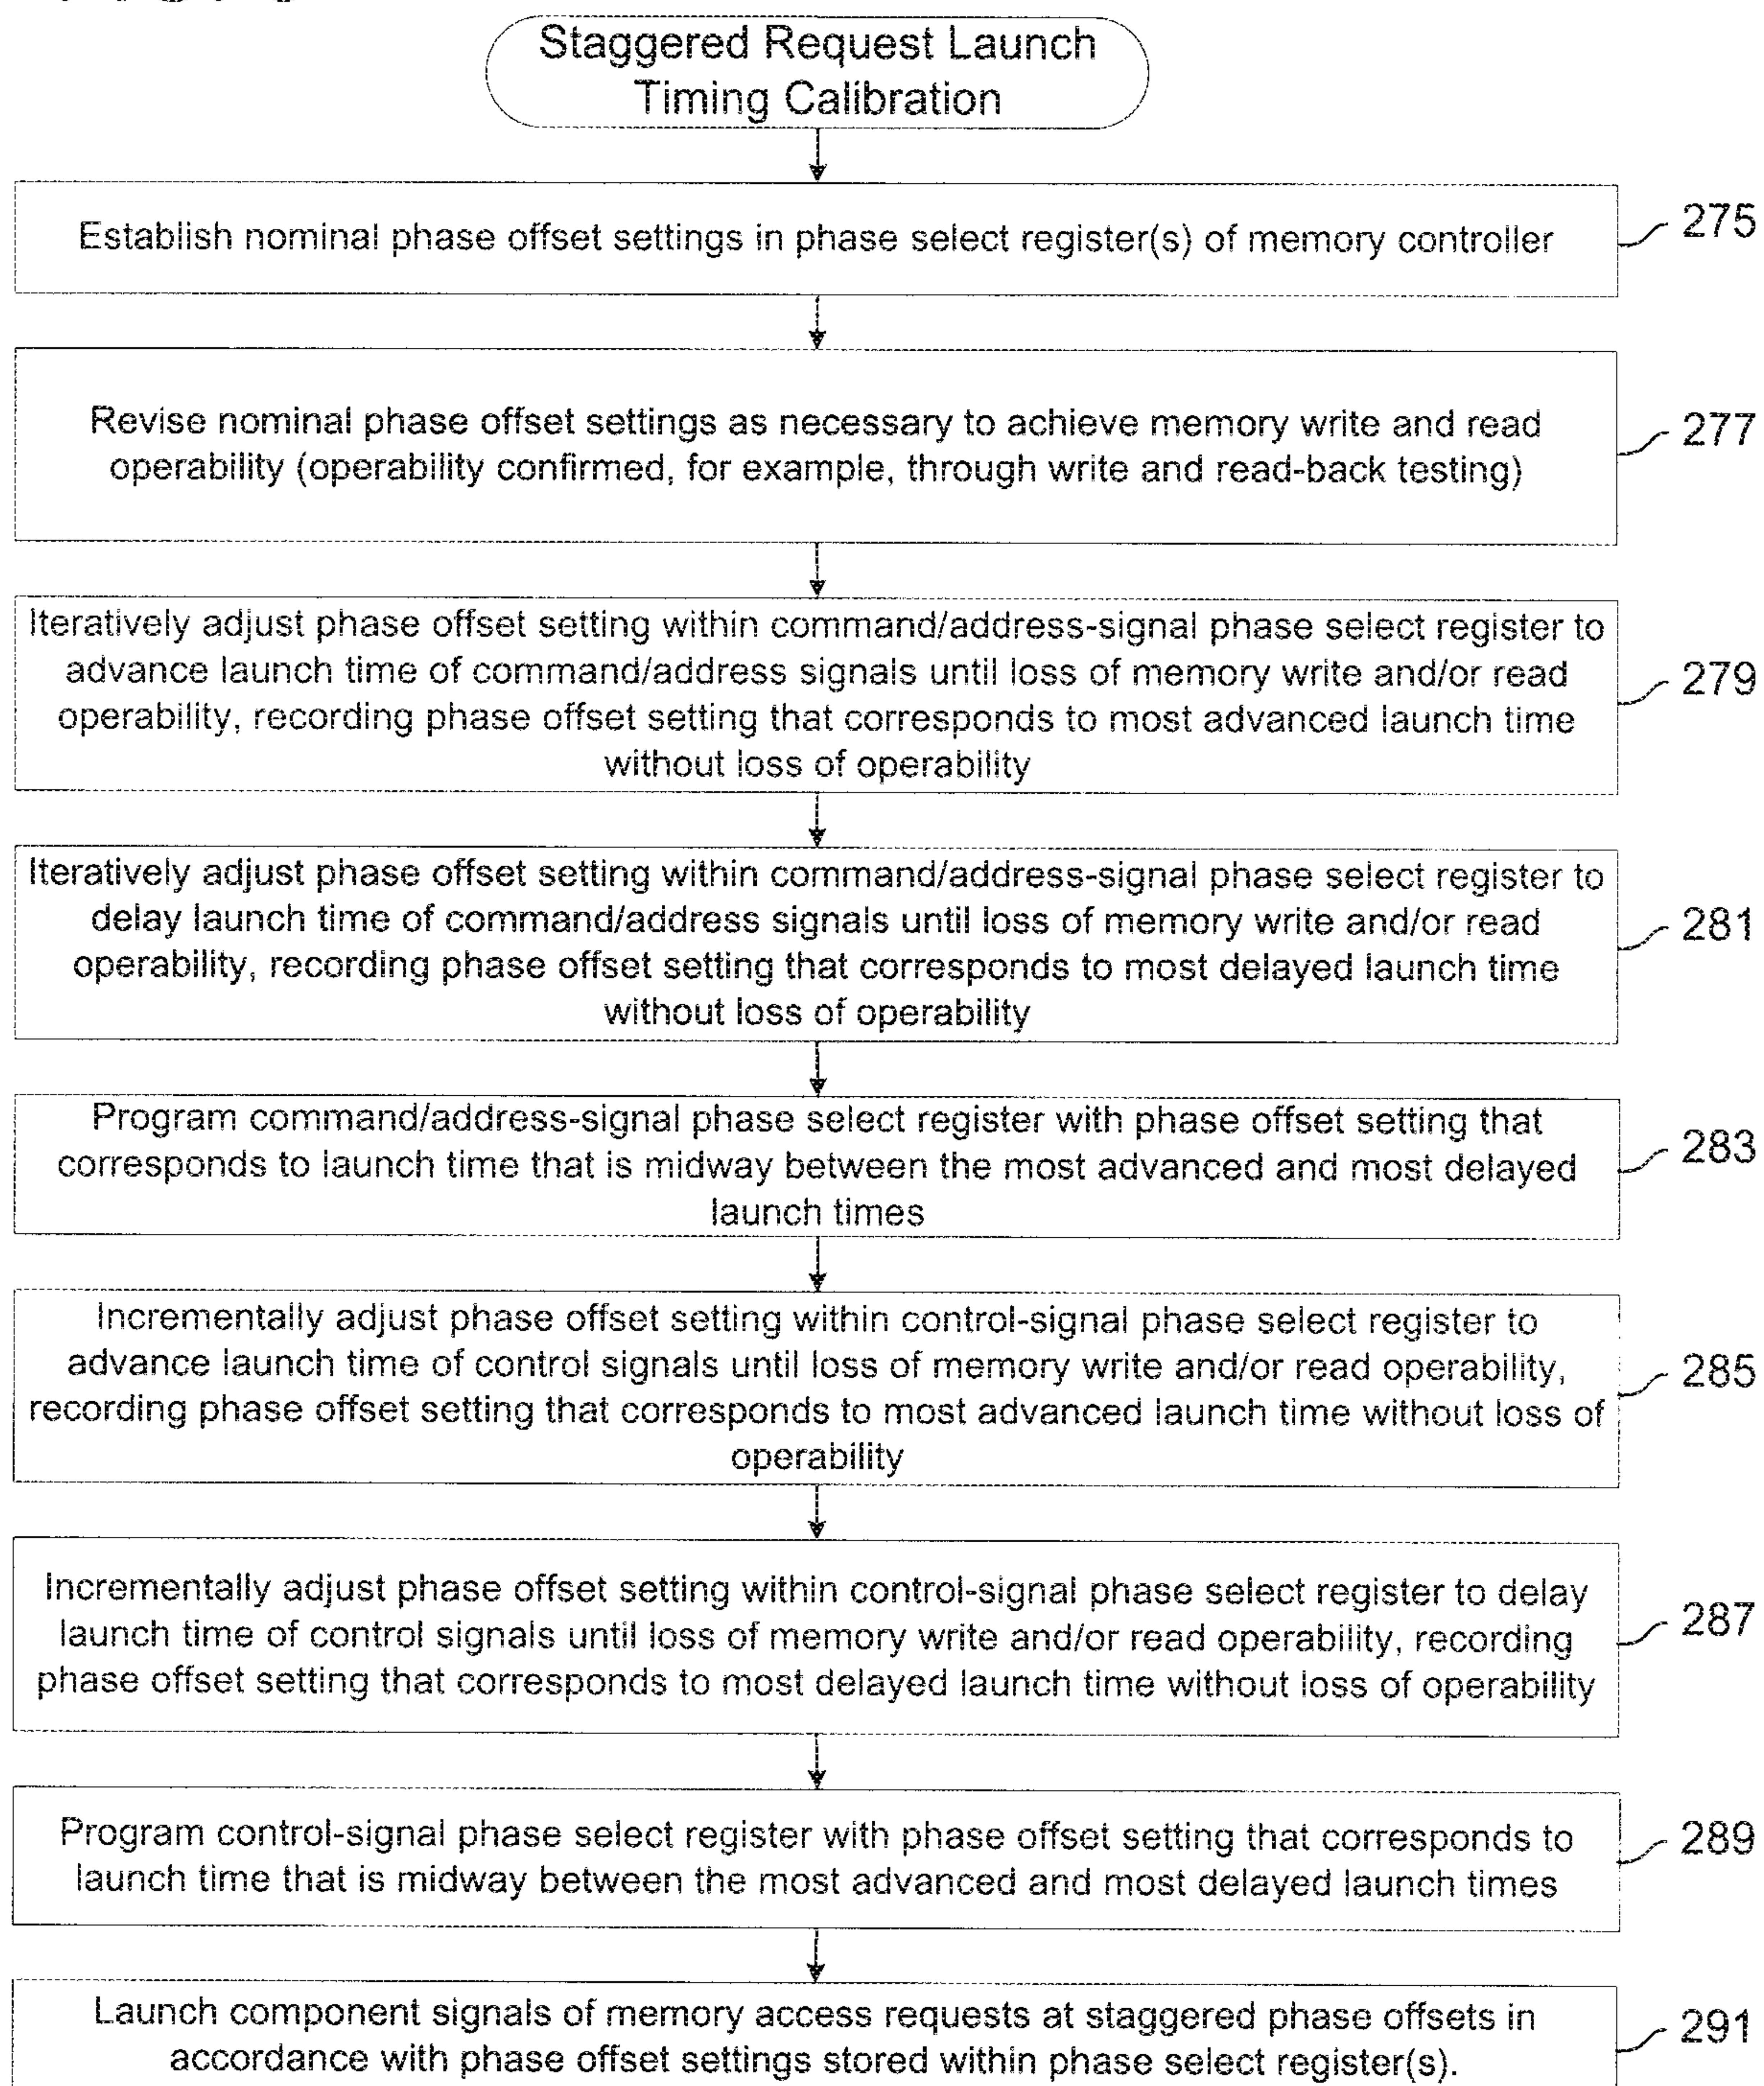 Staggered Request Launch
Timing Calibration
Establish nominal phase offset settings in phase select register(s) of memory controller
275
Revise nominal phase offset settings as necessary to achieve memory write and read
operability (operability confirmed, for example, through write and read-back testing)
277
Iteratively adjust phase offset setting within command/address-signal phase select register to
advance launch time of command/address signals until loss of memory write and/or read
operability, recording phase offset setting that corresponds to most advanced launch time
without loss of operability
279
Iteratively adjust phase offset setting within command/address-signal phase select register to
delay launch time of command/address signals until loss of memory write and/or read
operability, recording phase offset setting that corresponds to most delayed launch time
without loss of operability
281
Program command/address-signal phase select register with phase offset setting that
corresponds to launch time that is midway between the most advanced and most delayed
launch times
283
Incrementally adjust phase offset setting within control-signal phase select register to
advance launch time of control signals until loss of memory write and/or read operability,
recording phase offset setting that corresponds to most advanced launch time without loss of
operability
285
Incrementally adjust phase offset setting within control-signal phase select register to delay
launch time of control signals until loss of memory write and/or read operability, recording
phase offset setting that corresponds to most delayed launch time without loss of operability
287
Program control-signal phase select register with phase offset setting that corresponds to
launch time that is midway between the most advanced and most delayed launch times
289
Launch component signals of memory access requests at staggered phase offsets in
accordance with phase offset settings stored within phase select register(s).
291